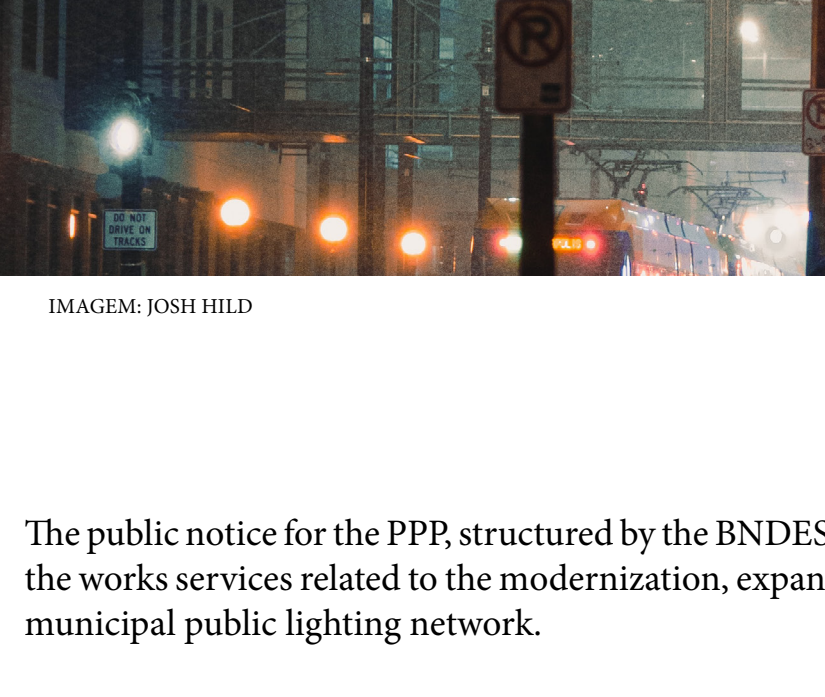 DO NOT
DRIVE ON
TRACKS
IMAGEM: JOSH HILD
The public notice for the PPP, structured by the BNDES
the works services related to the modernization, expan
municipal public lighting network.